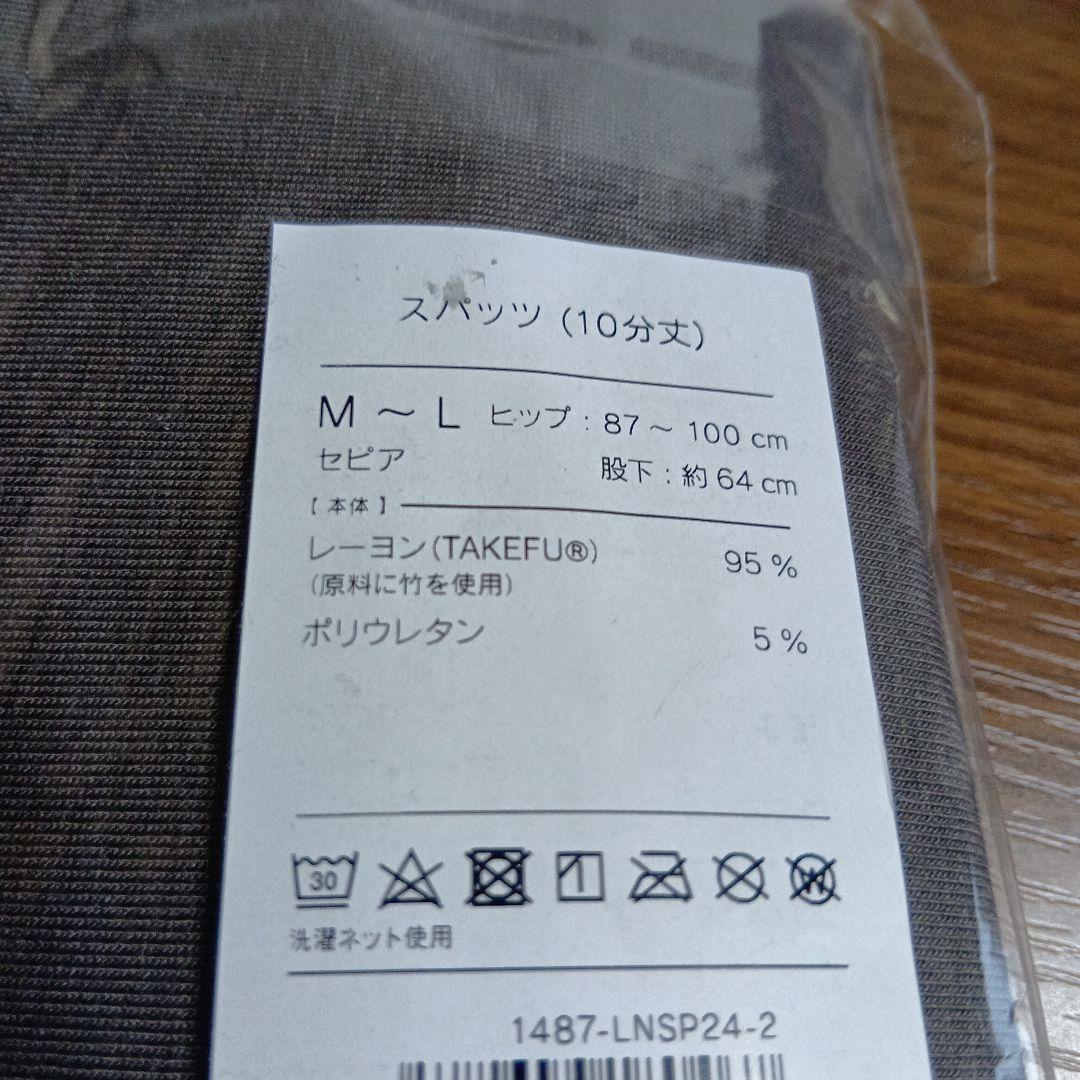 スパッツ (10分丈)
M ～ L ヒップ : 87 ～ 100 cm
セピア 股下 : 約 64 cm
【 本体 】
レーヨン(TAKEFU®) 95 %
(原料に竹を使用)
ポリウレタン 5 %
30
W
洗濯ネット使用
1487-LNSP24-2